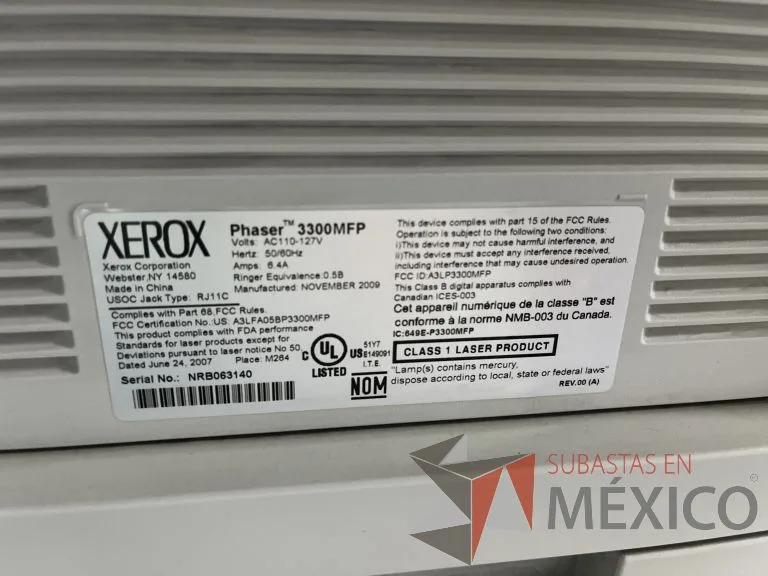 XEROX
Phaser™ 3300MFP
Volts: AC110-127V
Hertz: 50/60Hz
Amps: 6.4A
Ringer Equivalence:0.5B
Manufactured: NOVEMBER 2009
Xerox Corporation
Webster,NY 14580
Made in China
USOC Jack Type: RJ11C
Complies with Part 68,FCC Rules.
FCC Certification No. US: A3LFA05BP3300MFP
This product complies with FDA performance
Standards for laser products except for
Deviations pursuant to laser notice No 50,
Dated June 24, 2007
Place: M264
Serial No.: NRB063140
C UL US
LISTED
51Y7
E149091
I.T.E.
NOM
This device complies with part 15 of the FCC Rules.
Operation is subject to the following two conditions:
i)This device may not cause harmful interference, and
ii)This device must accept any interference received,
including interference that may cause undesired operation.
FCC ID:A3LP3300MFP
This Class B digital apparatus complies with
Canadian ICES-003
Cet appareil numérique de la classe "B" est
conforme à la norme NMB-003 du Canada.
IC:649E-P3300MFP
CLASS 1 LASER PRODUCT
"Lamp(s) contains mercury,
dispose according to local, state or federal laws"
REV.00 (A)
SUBASTAS EN
MÉXICO